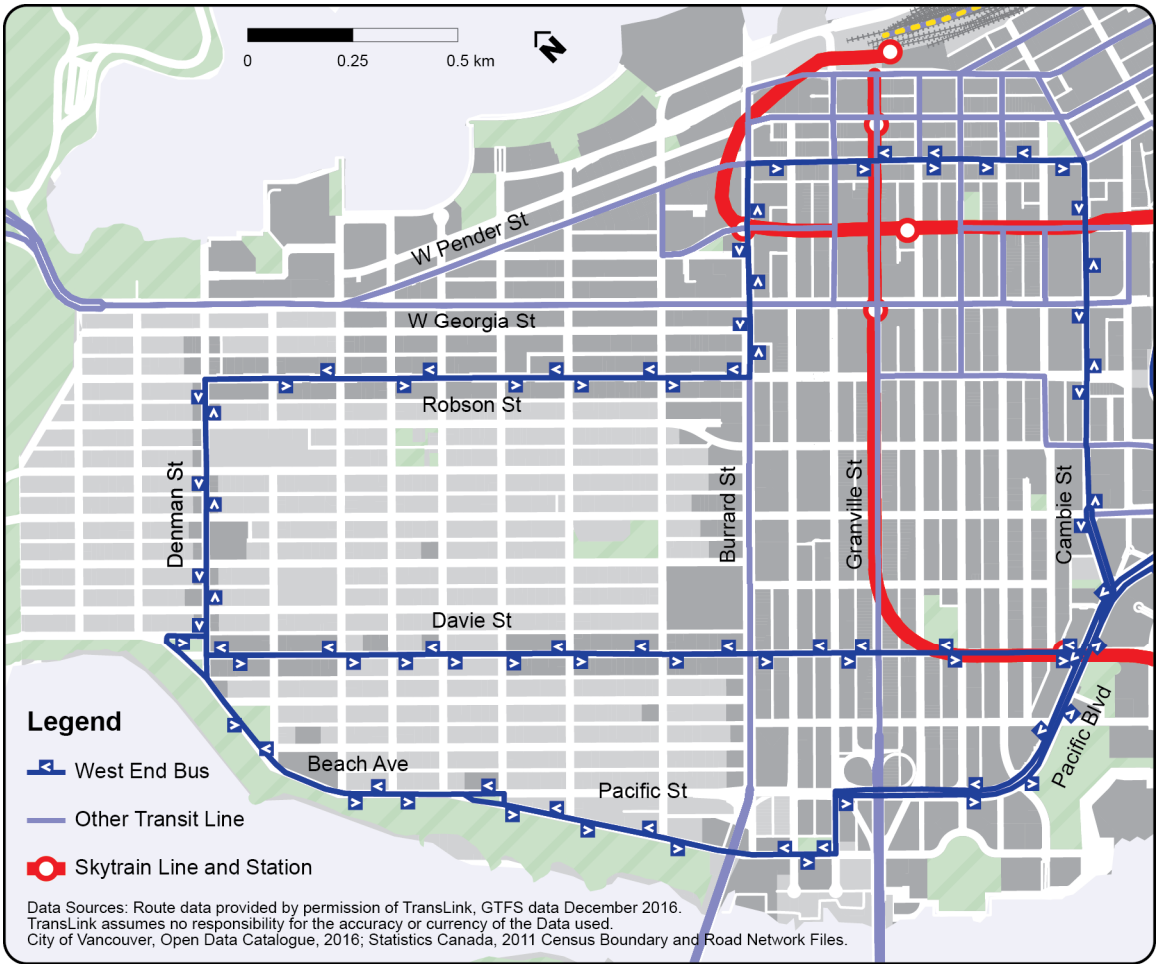 0 0.25 0.5 km
N
W Pender St
W Georgia St
Robson St
Denman St
Burrard St
Granville St
Cambie St
Davie St
Pacific Blvd
Legend
Beach Ave
West End Bus
Pacific St
Other Transit Line
Skytrain Line and Station
Data Sources: Route data provided by permission of TransLink, GTFS data December 2016.
TransLink assumes no responsibility for the accuracy or currency of the Data used.
City of Vancouver, Open Data Catalogue, 2016; Statistics Canada, 2011 Census Boundary and Road Network Files.